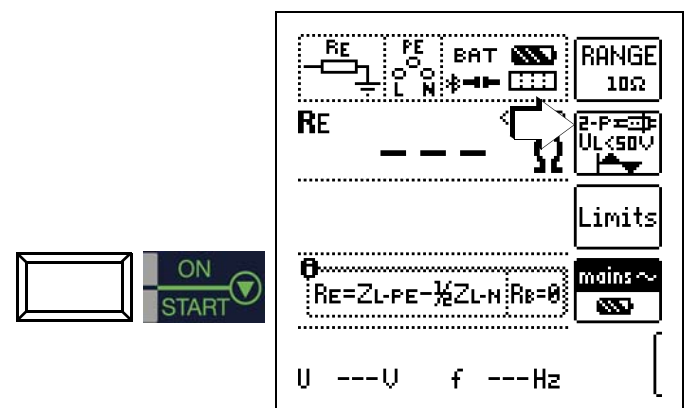 RE PE BAT RANGE
L N 10Ω
RE 2-P
--- Ω UL<50V
Limits
ON
START
mains~
RE=ZL-PE-½ZL-N RB=0
U ---V f ---Hz